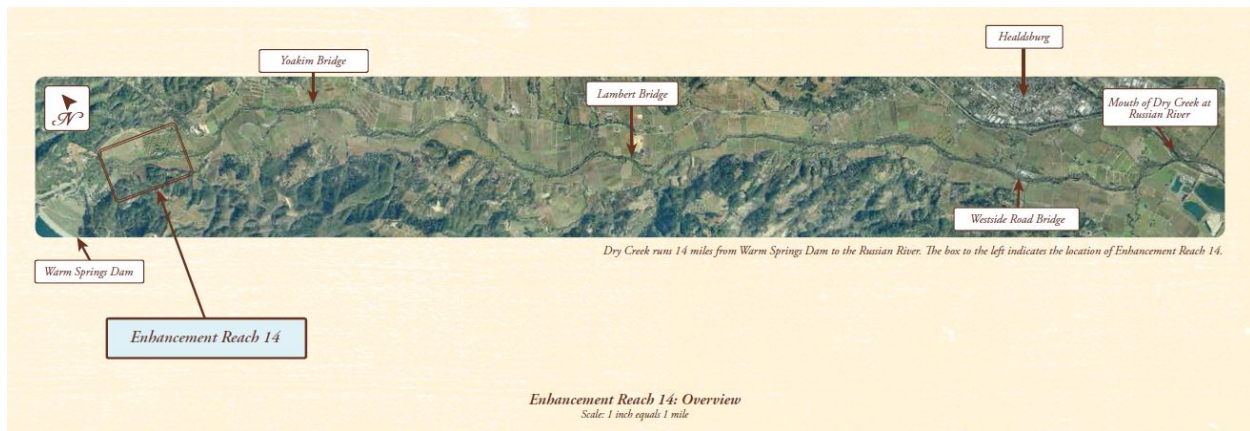 Healdsburg
Yoakim Bridge
Lambert Bridge
Mouth of Dry Creek at
Russian River
N
Westside Road Bridge
Dry Creek runs 14 miles from Warm Springs Dam to the Russian River. The box to the left indicates the location of Enhancement Reach 14.
Warm Springs Dam
Enhancement Reach 14
Enhancement Reach 14: Overview
Scale: 1 inch equals 1 mile